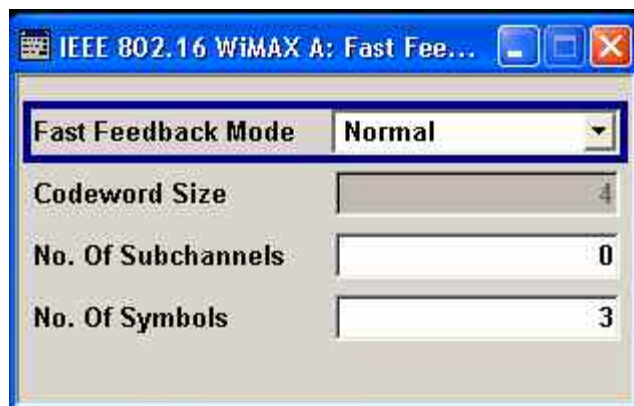 IEEE 802.16 WiMAX A: Fast Fee...
Fast Feedback Mode Normal
Codeword Size 4
No. Of Subchannels 0
No. Of Symbols 3